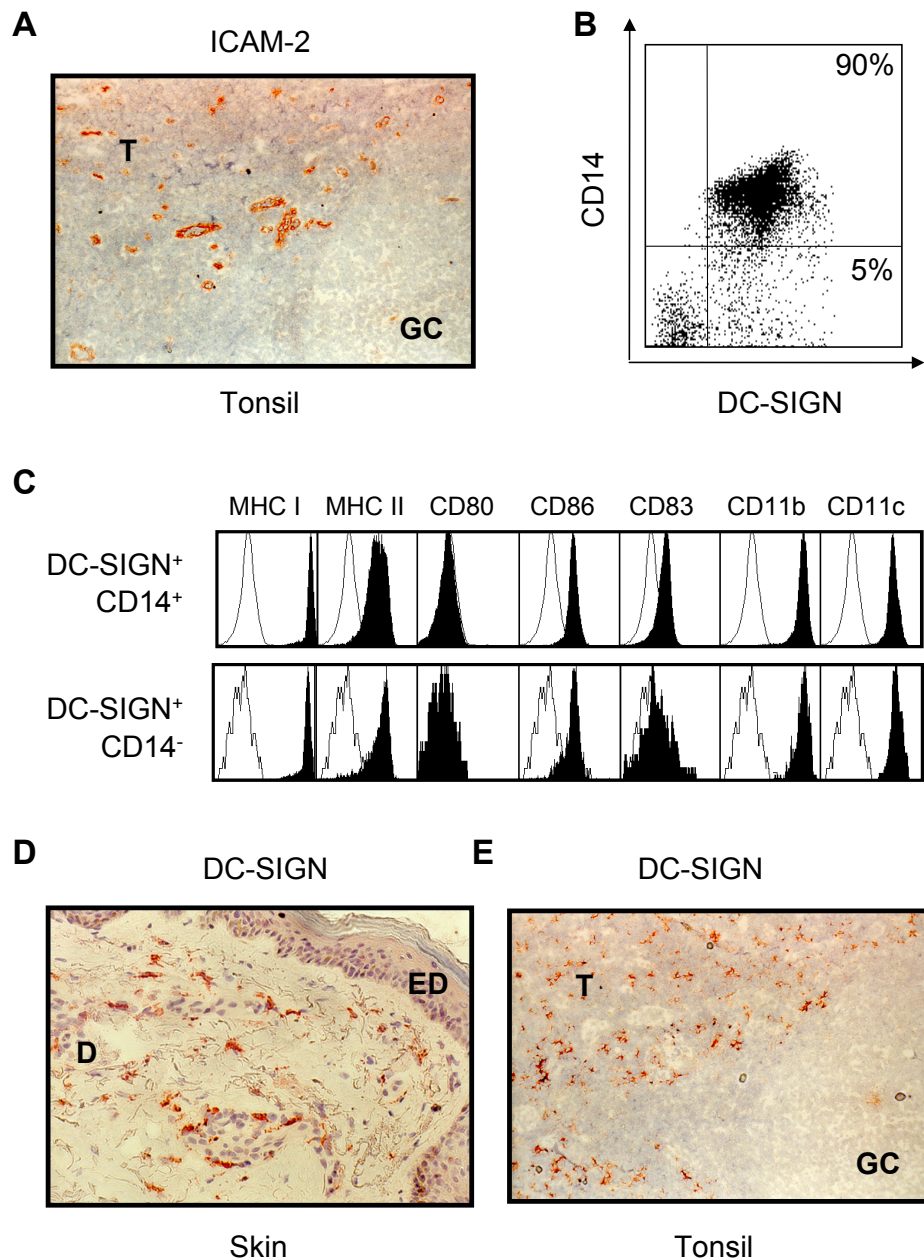 A
ICAM-2
T
GC
Tonsil
B
90%
5%
CD14
DC-SIGN
C
MHC I MHC II CD80 CD86 CD83 CD11b CD11c
DC-SIGN⁺
CD14⁺
DC-SIGN⁺
CD14⁻
D
DC-SIGN
ED
D
Skin
E
DC-SIGN
T
GC
Tonsil